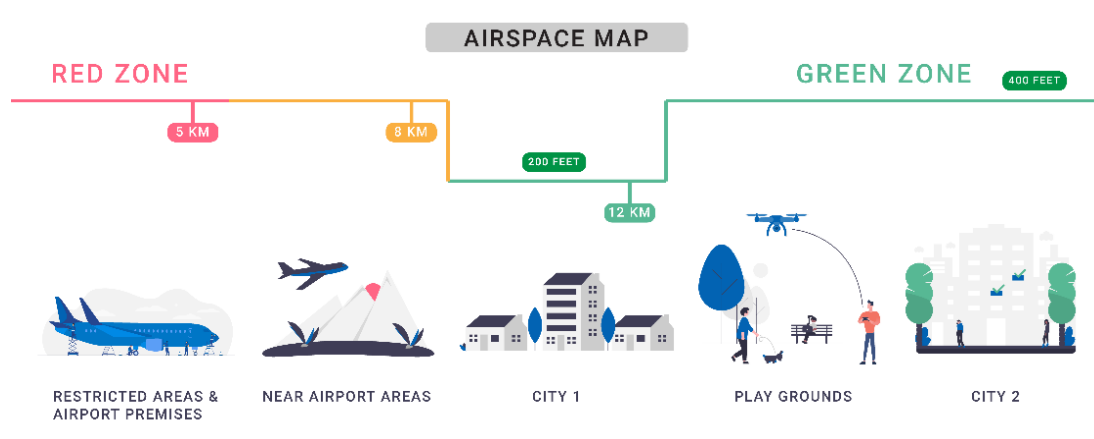 AIRSPACE MAP
RED ZONE
GREEN ZONE
400 FEET
5 KM
8 KM
200 FEET
12 KM
RESTRICTED AREAS &
AIRPORT PREMISES
NEAR AIRPORT AREAS
CITY 1
PLAY GROUNDS
CITY 2